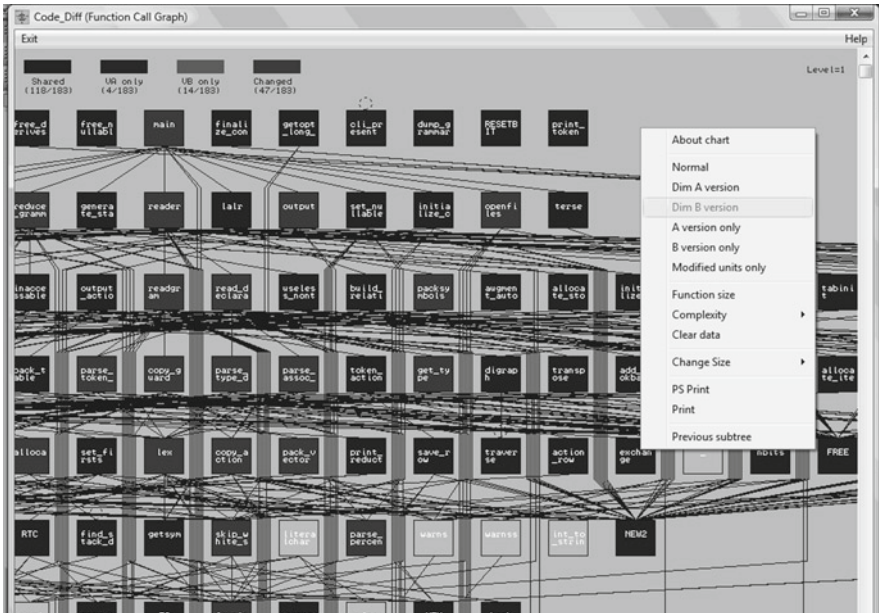 Code_Diff (Function Call Graph)
Exit Help
Shared VA only VB only Changed
(118/183) (4/183) (14/183) (47/183)
Level=1
free_d free_n main finali getopt cli_pr dump_g RESETB print_
erives ullabl ze_con _long_ esent rammar IT token
About chart
Normal
Dim A version
Dim B version
A version only
B version only
Modified units only
Function size
Complexity
Clear data
Change Size
PS Print
Print
Previous subtree
reduce genera reader lalr output set_nu initia openfi terse
_gramm te_sta llable lize_c les
inacce output readgr read_d useles build_ packsy augmen alloca init tabini
ssable _actio am eclara s_nont relati mbols t_auto te_sto lize t
pack_t parse_ copy_g parse_ parse_ token_ get_ty digrap transp add_ alloca
able token_ uard type_d assoc_ action pe h ose okba te_ite
alloca set_fi lex copy_a pack_v print_ save_r traver action exchan nbits FREE
rsts ction ector reduct ow se _row ge
RTC find_s getsym skip_w litera parse_ warns warnss int_to NEW2
tack_d hite_s lchar percen _strin